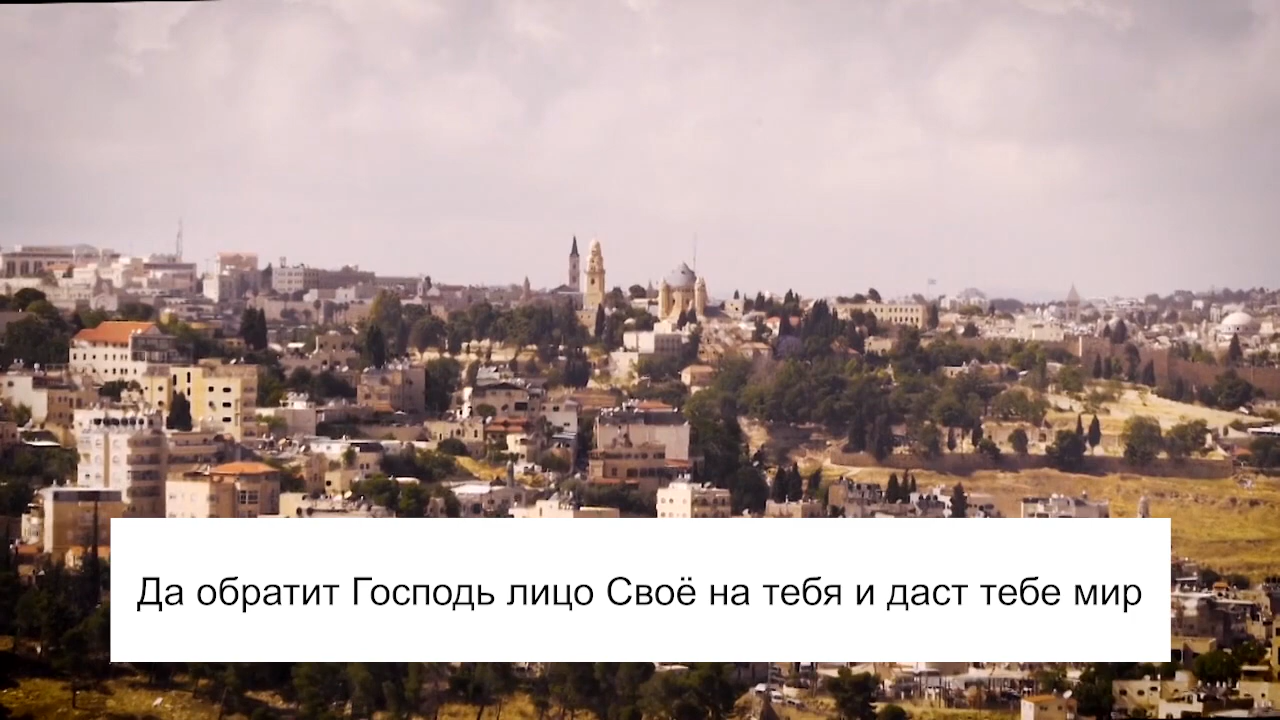 Да обратит Господь лицо Своё на тебя и даст тебе мир